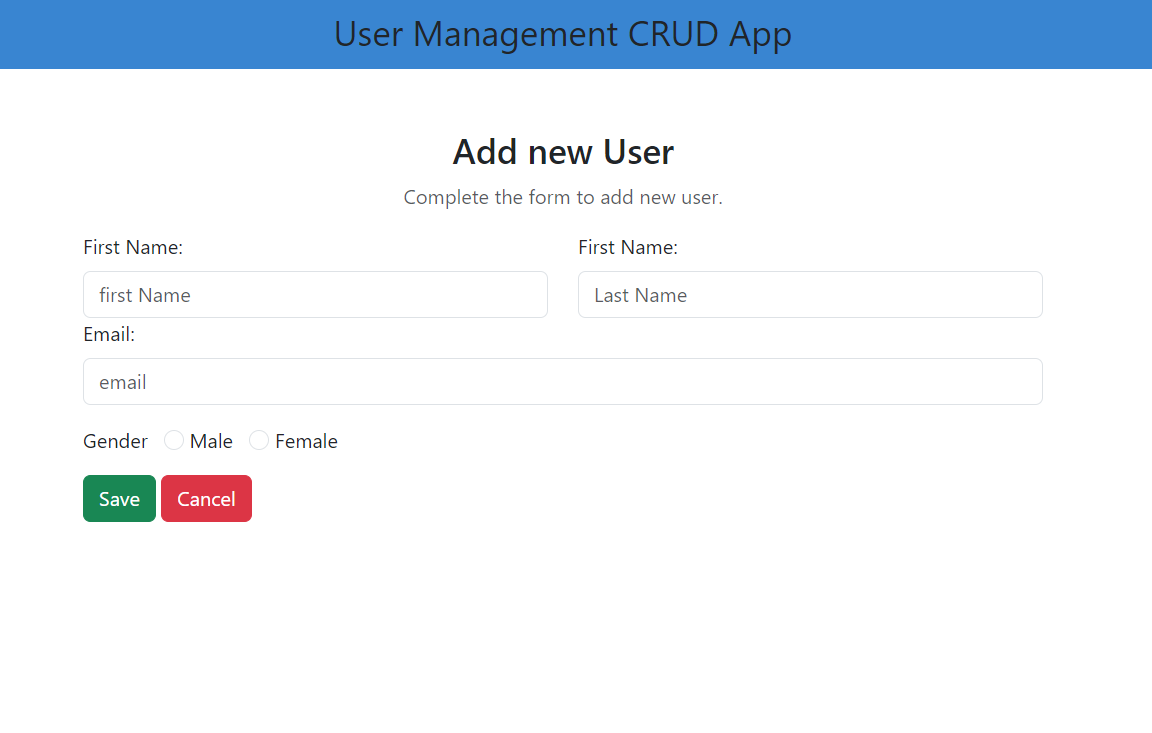 User Management CRUD App
Add new User
Complete the form to add new user.
First Name: First Name:
first Name Last Name
Email:
email
Gender Male Female
Save Cancel